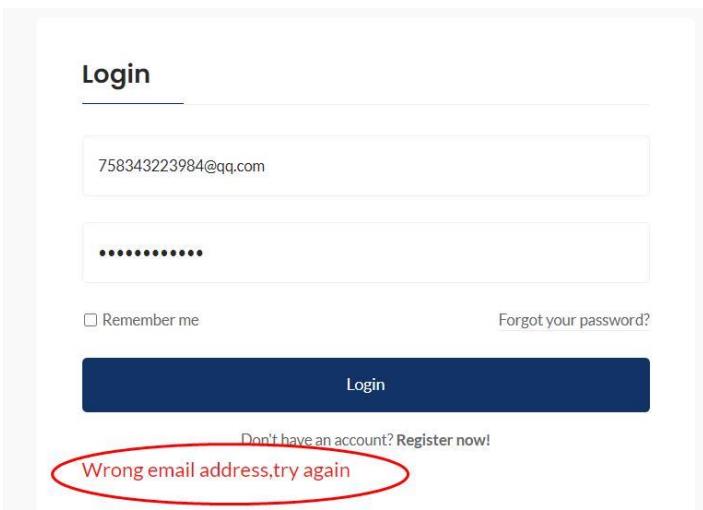 Login
758343223984@qq.com
••••••••••••
Remember me
Forgot your password?
Login
Don't have an account? Register now!
Wrong email address,try again